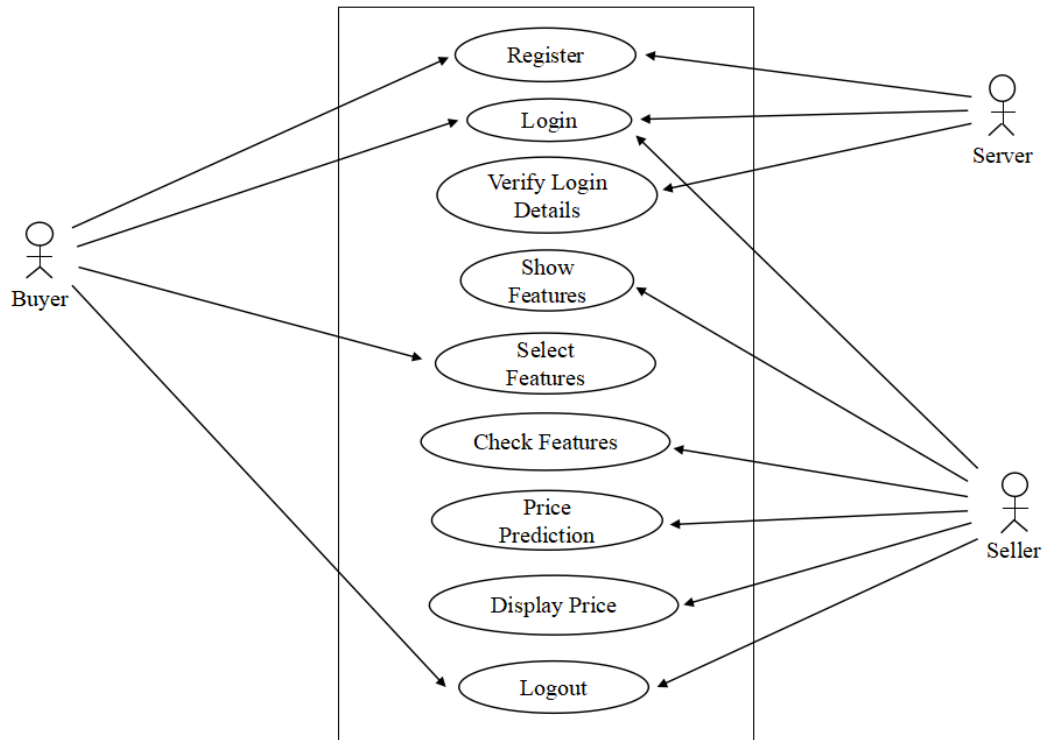 Register
Login
Server
Verify Login
Details
Buyer
Show
Features
Select
Features
Check Features
Price
Prediction
Seller
Display Price
Logout